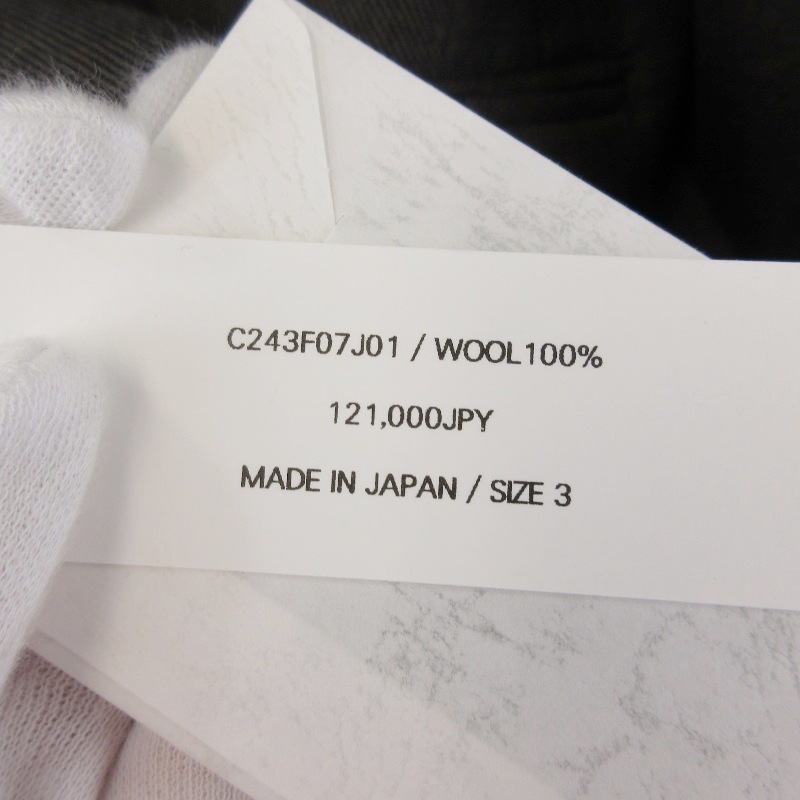 C243F07J01 / WOOL100%
121,000JPY
MADE IN JAPAN / SIZE 3